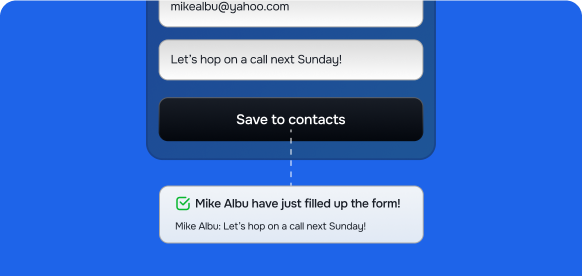 mikealbu@yahoo.com
Let's hop on a call next Sunday!
Save to contacts
Mike Albu have just filled up the form!
Mike Albu: Let's hop on a call next Sunday!